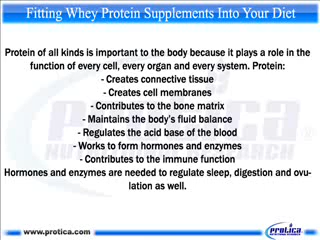 Fitting Whey Protein Supplements Into Your Diet
Protein of all kinds is important to the body because it plays a role in the
function of every cell, every organ and every system. Protein:
- Creates connective tissue
- Creates cell membranes
- Contributes to the bone matrix
- Maintains the body's fluid balance
- Regulates the acid base of the blood
- Works to form hormones and enzymes
- Contributes to the immune function
Hormones and enzymes are needed to regulate sleep, digestion and ovu-
lation as well.
www.protica.com
protica